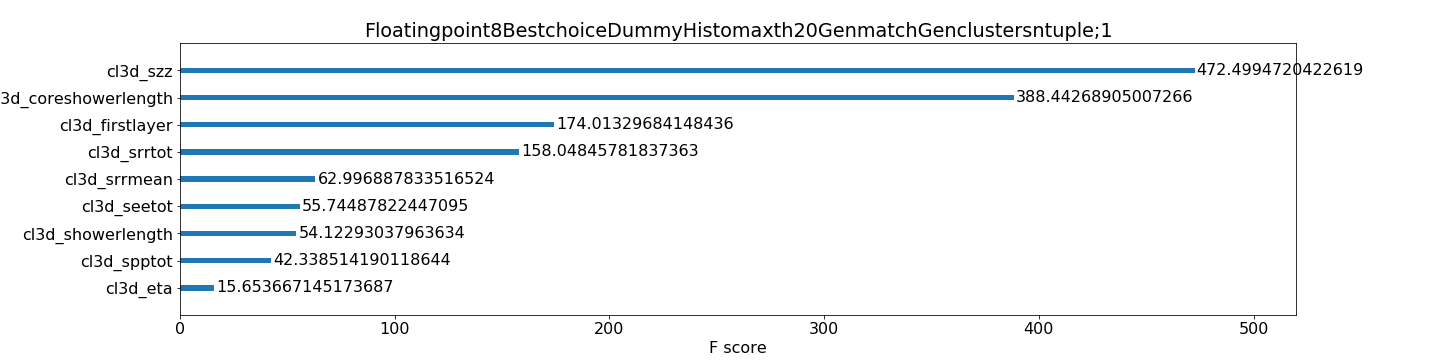 Floatingpoint8BestchoiceDummyHistomaxth20GenmatchGenclustersntuple;1
cl3d_szz 472.4994720422619
3d_coreshowerlength 388.44268905007266
cl3d_firstlayer 174.01329684148436
cl3d_srrtot 158.04845781837363
cl3d_srrmean 62.996887833516524
cl3d_seetot 55.74487822447095
cl3d_showerlength 54.12293037963634
cl3d_spptot 42.338514190118644
cl3d_eta 15.653667145173687
0 100 200 300 400 500
F score